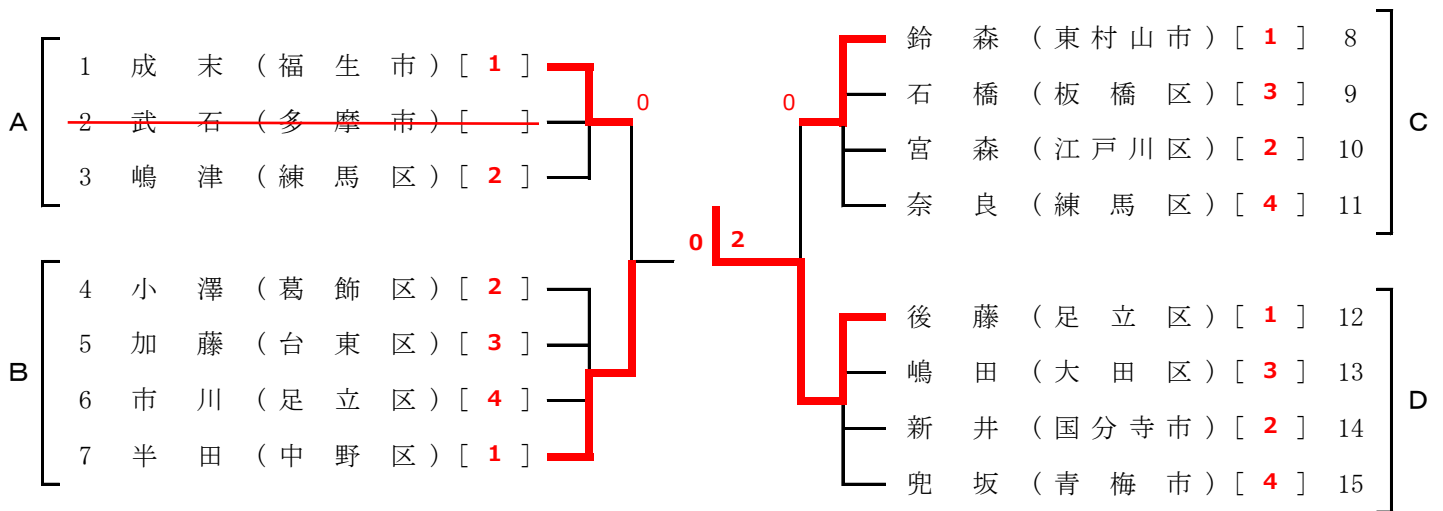 A
1 成末 (福生市) [ 1 ]
2 武石 (多摩市) [ ]
3 嶋津 (練馬区) [ 2 ]
0
B
4 小澤 (葛飾区) [ 2 ]
5 加藤 (台東区) [ 3 ]
6 市川 (足立区) [ 4 ]
7 半田 (中野区) [ 1 ]
0 2
0
鈴森 (東村山市) [ 1 ] 8
石橋 (板橋区) [ 3 ] 9
宮森 (江戸川区) [ 2 ] 10
奈良 (練馬区) [ 4 ] 11
C
後藤 (足立区) [ 1 ] 12
嶋田 (大田区) [ 3 ] 13
新井 (国分寺市) [ 2 ] 14
兜坂 (青梅市) [ 4 ] 15
D